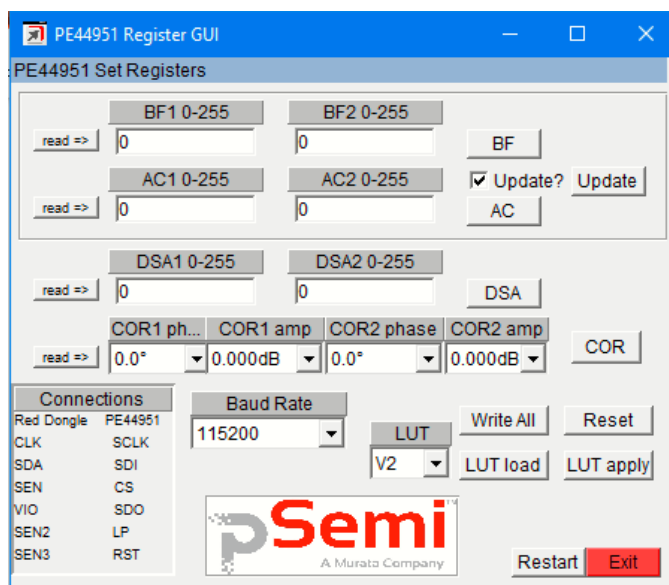 PE44951 Register GUI
PE44951 Set Registers
BF1 0-255 BF2 0-255
read => 0 0 BF
AC1 0-255 AC2 0-255 Update? Update
read => 0 0 AC
DSA1 0-255 DSA2 0-255
read => 0 0 DSA
COR1 ph... COR1 amp COR2 phase COR2 amp
read => 0.0° 0.000dB 0.0° 0.000dB COR
Connections
Red Dongle PE44951
CLK SCLK
SDA SDI
SEN CS
VIO SDO
SEN2 LP
SEN3 RST
Baud Rate
115200
LUT
V2
Write All Reset
LUT load LUT apply
pSemi™
A Murata Company
Restart Exit